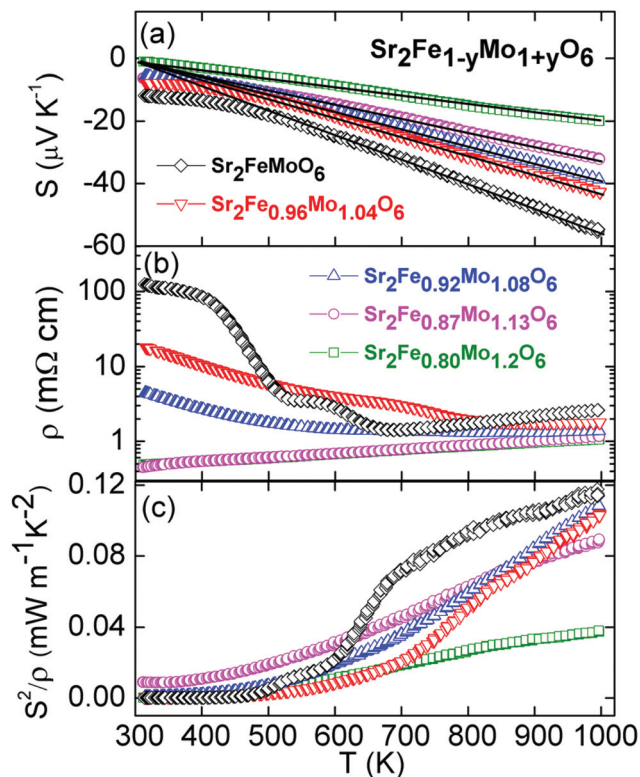 (a)
Sr₂Fe₁₋yMo₁₊yO₆
0
-20
-40
-60
S (μV K⁻¹)
Sr₂FeMoO₆
Sr₂Fe₀.₉₆Mo₁.₀₄O₆
(b)
Sr₂Fe₀.₉₂Mo₁.₀₈O₆
Sr₂Fe₀.₈₇Mo₁.₁₃O₆
Sr₂Fe₀.₈₀Mo₁.₂O₆
100
10
1
ρ (mΩ cm)
(c)
0.12
0.08
0.04
0.00
S²/ρ (mW m⁻¹K⁻²)
300 400 500 600 700 800 900 1000
T (K)